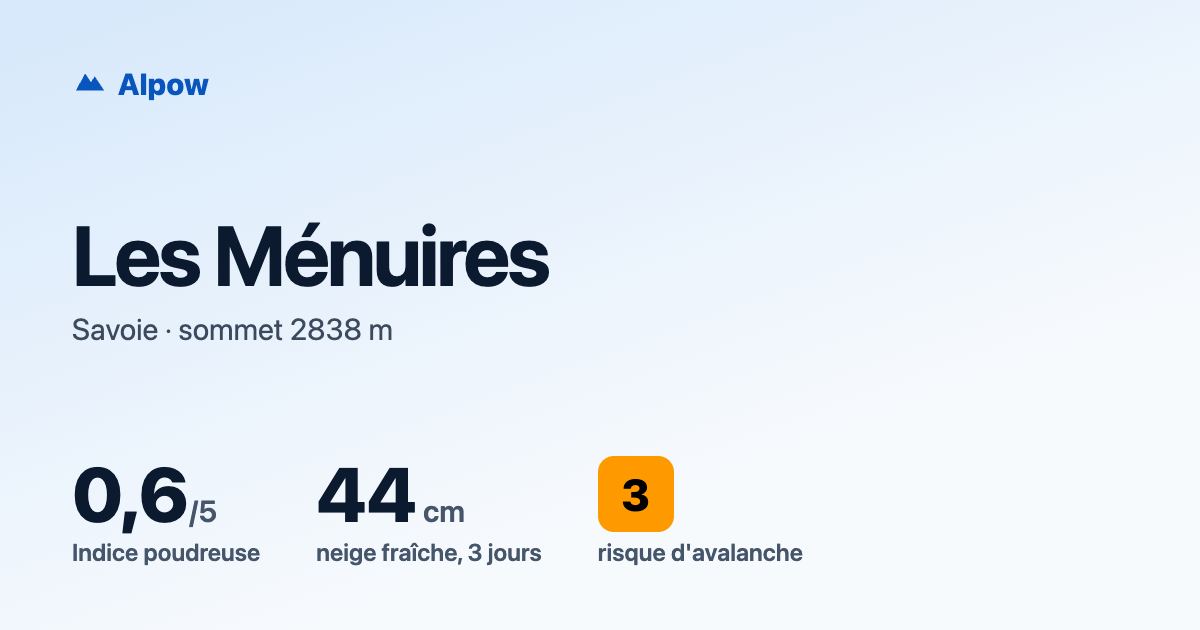 Alpow
Les Ménuires
Savoie · sommet 2838 m
0,6/5
Indice poudreuse
44 cm
neige fraîche, 3 jours
3
risque d'avalanche